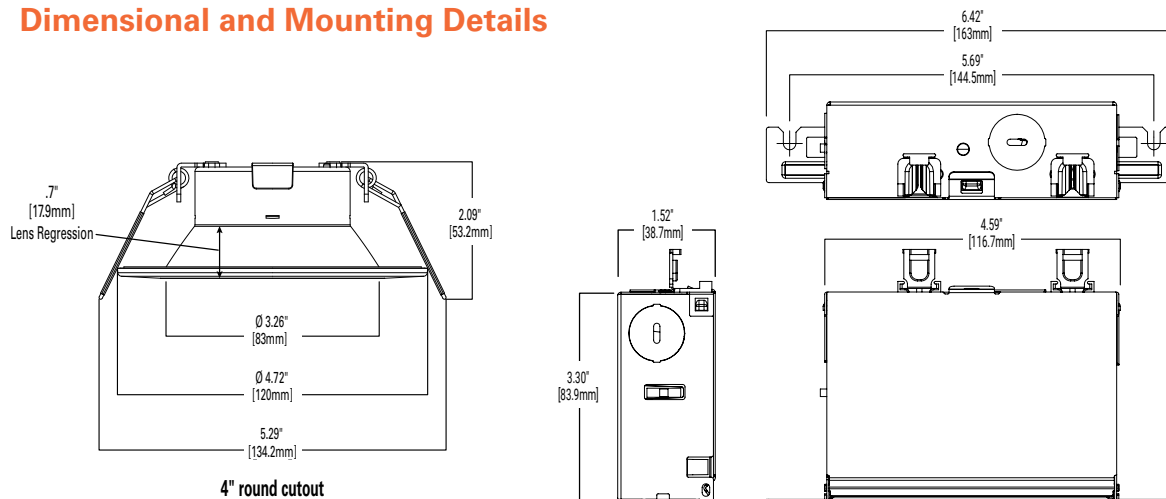 Dimensional and Mounting Details
.7"
[17.9mm]
Lens Regression
2.09"
[53.2mm]
Ø 3.26"
[83mm]
Ø 4.72"
[120mm]
5.29"
[134.2mm]
4" round cutout
1.52"
[38.7mm]
3.30"
[83.9mm]
6.42"
[163mm]
5.69"
[144.5mm]
4.59"
[116.7mm]